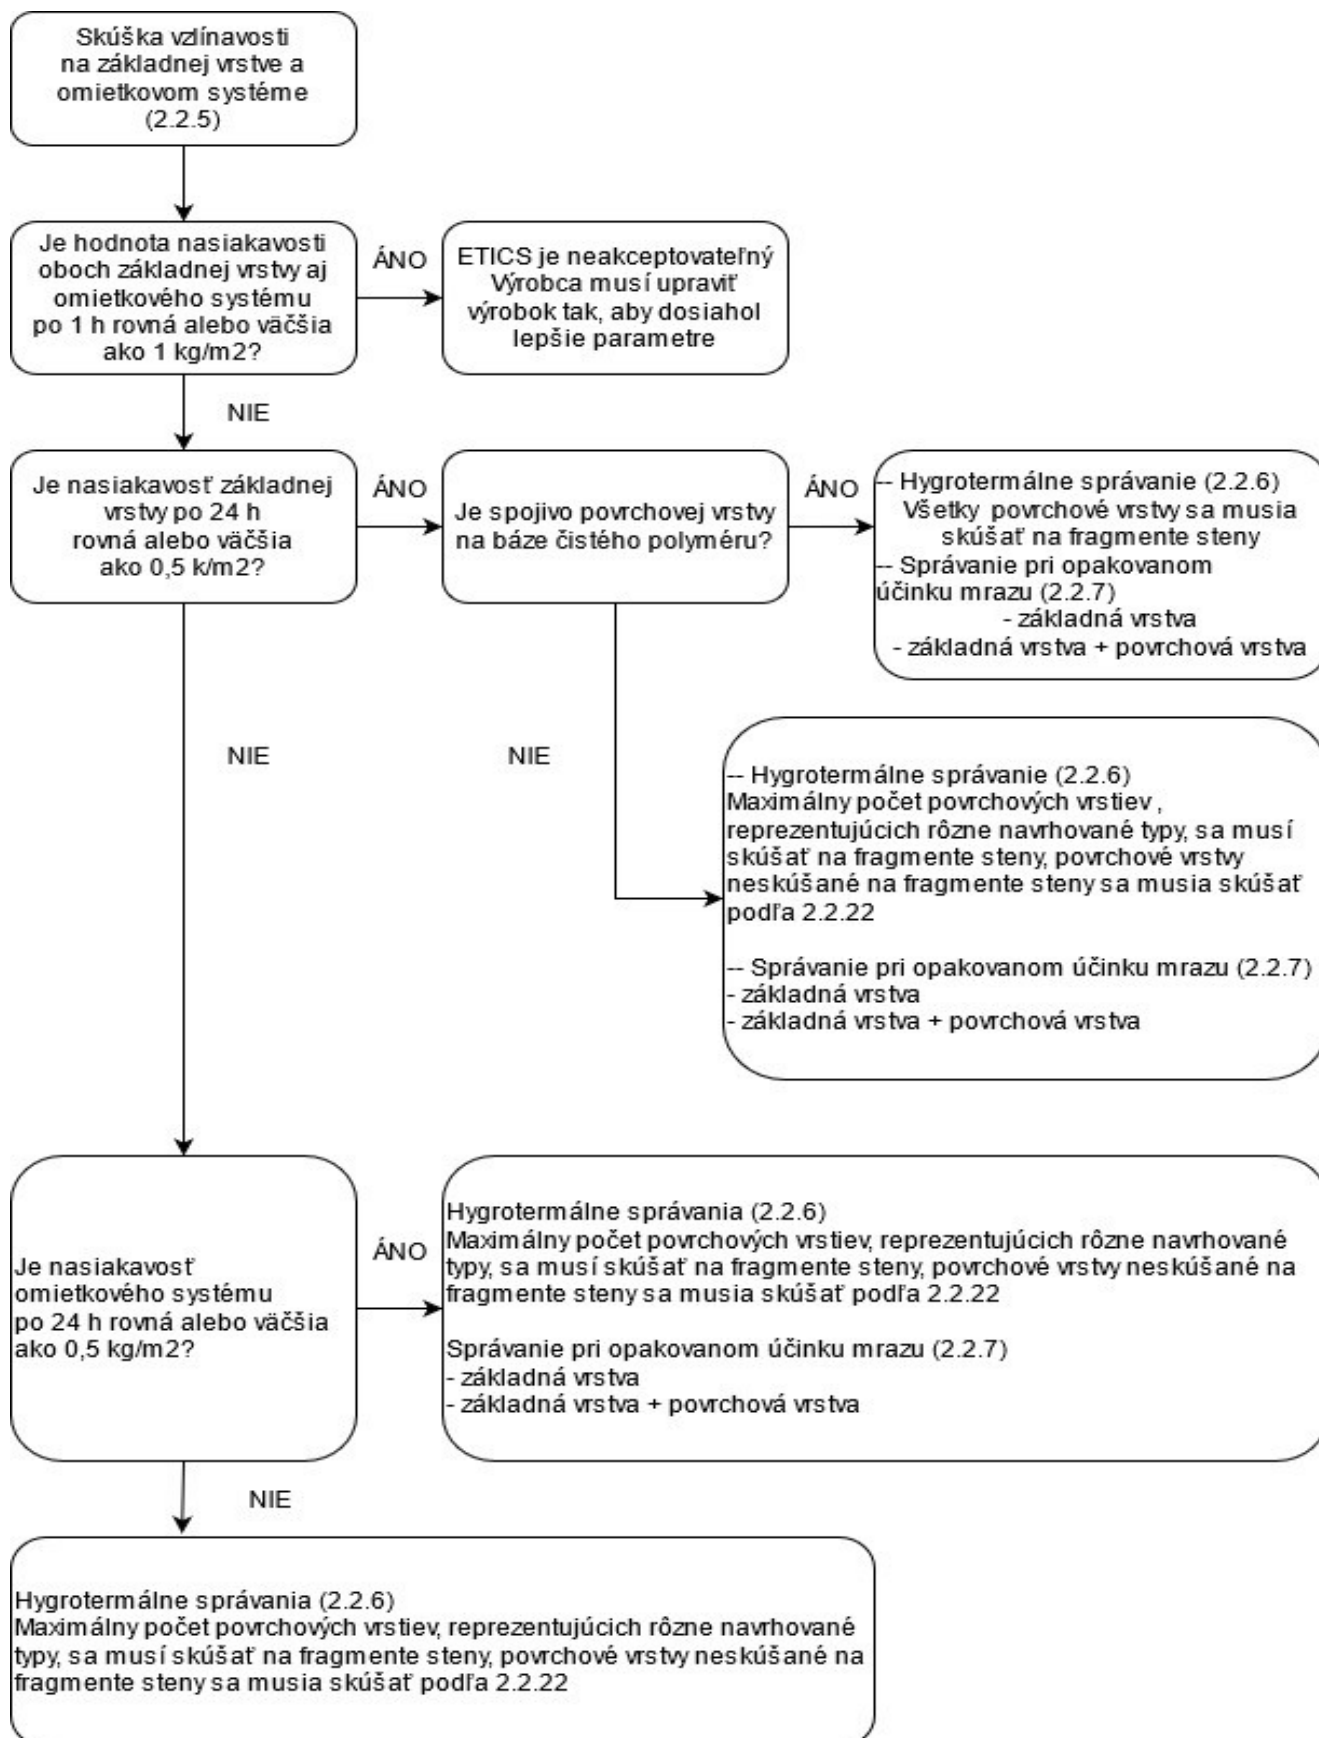 Skúška vzlínavosti
na základnej vrstve a
omietkovom systéme
(2.2.5)
Je hodnota nasiakavosti
oboch základnej vrstvy aj
omietkového systému
po 1 h rovná alebo väčšia
ako 1 kg/m2?
ÁNO
ETICS je neakceptovateľný
Výrobca musí upraviť
výrobok tak, aby dosiahol
lepšie parametre
NIE
Je nasiakavosť základnej
vrstvy po 24 h
rovná alebo väčšia
ako 0,5 k/m2?
ÁNO
Je spojivo povrchovej vrstvy
na báze čistého polyméru?
ÁNO
-- Hygrotermálne správanie (2.2.6)
Všetky povrchové vrstvy sa musia
skúšať na fragmente steny
-- Správanie pri opakovanom
účinku mrazu (2.2.7)
- základná vrstva
- základná vrstva + povrchová vrstva
NIE
NIE
-- Hygrotermálne správanie (2.2.6)
Maximálny počet povrchových vrstiev ,
reprezentujúcich rôzne navrhované typy, sa musí
skúšať na fragmente steny, povrchové vrstvy
neskúšané na fragmente steny sa musia skúšať
podľa 2.2.22
-- Správanie pri opakovanom účinku mrazu (2.2.7)
- základná vrstva
- základná vrstva + povrchová vrstva
Je nasiakavosť
omietkového systému
po 24 h rovná alebo väčšia
ako 0,5 kg/m2?
ÁNO
Hygrotermálne správania (2.2.6)
Maximálny počet povrchových vrstiev, reprezentujúcich rôzne navrhované
typy, sa musí skúšať na fragmente steny, povrchové vrstvy neskúšané na
fragmente steny sa musia skúšať podľa 2.2.22
Správanie pri opakovanom účinku mrazu (2.2.7)
- základná vrstva
- základná vrstva + povrchová vrstva
NIE
Hygrotermálne správania (2.2.6)
Maximálny počet povrchových vrstiev, reprezentujúcich rôzne navrhované
typy, sa musí skúšať na fragmente steny, povrchové vrstvy neskúšané na
fragmente steny sa musia skúšať podľa 2.2.22